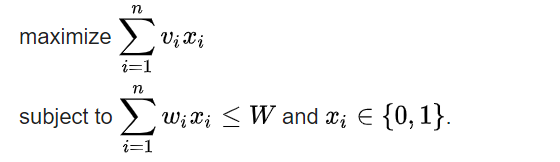 maximize $\sum_{i=1}^{n} v_i x_i$
subject to $\sum_{i=1}^{n} w_i x_i \leq W$ and $x_i \in \{0, 1\}$.